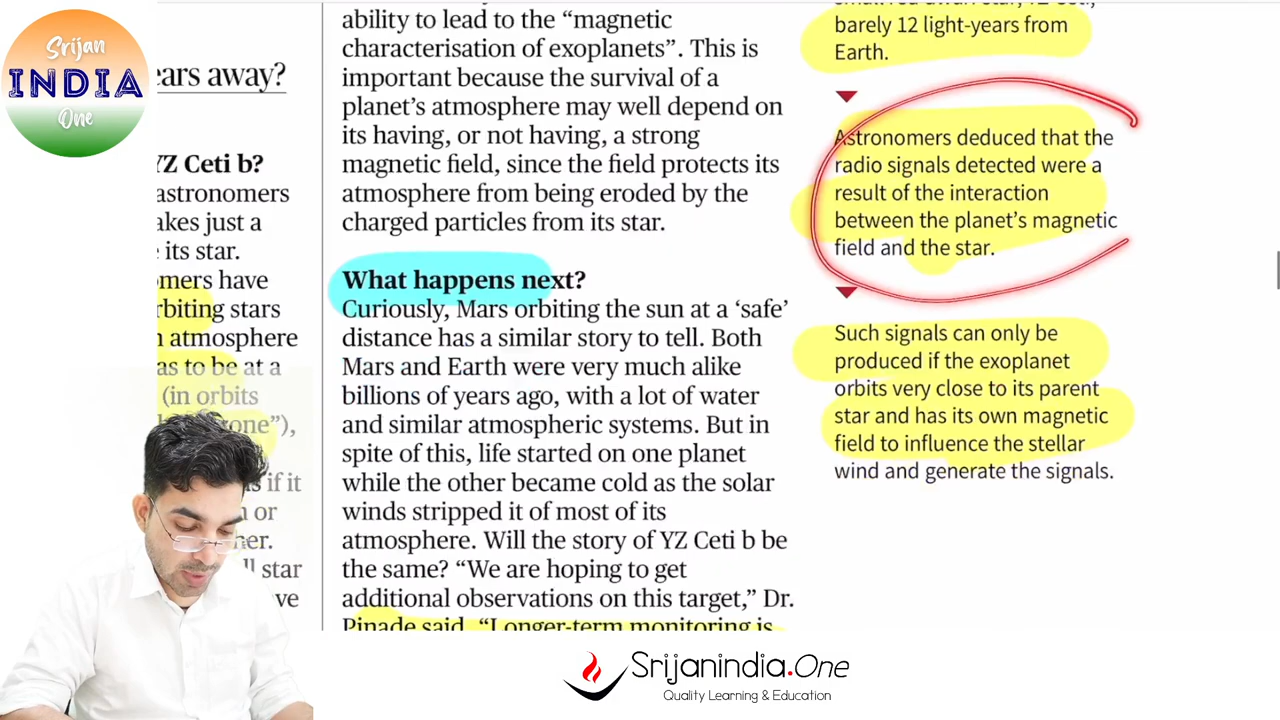 Srijan
INDIA
One
ears away?
YZ Ceti b?
astronomers
akes just a
its star.
omers have
rbiting stars
atmosphere
as to be at a
(in orbits
one"),
if it
or
her.
star
ve
ability to lead to the “magnetic
characterisation of exoplanets”. This is
important because the survival of a
planet’s atmosphere may well depend on
its having, or not having, a strong
magnetic field, since the field protects its
atmosphere from being eroded by the
charged particles from its star.
What happens next?
Curiously, Mars orbiting the sun at a ‘safe’
distance has a similar story to tell. Both
Mars and Earth were very much alike
billions of years ago, with a lot of water
and similar atmospheric systems. But in
spite of this, life started on one planet
while the other became cold as the solar
winds stripped it of most of its
atmosphere. Will the story of YZ Ceti b be
the same? “We are hoping to get
additional observations on this target,” Dr.
Pinade said. “Longer-term monitoring is
barely 12 light-years from
Earth.
Astronomers deduced that the
radio signals detected were a
result of the interaction
between the planet’s magnetic
field and the star.
Such signals can only be
produced if the exoplanet
orbits very close to its parent
star and has its own magnetic
field to influence the stellar
wind and generate the signals.
Srijanindia.One
Quality Learning & Education